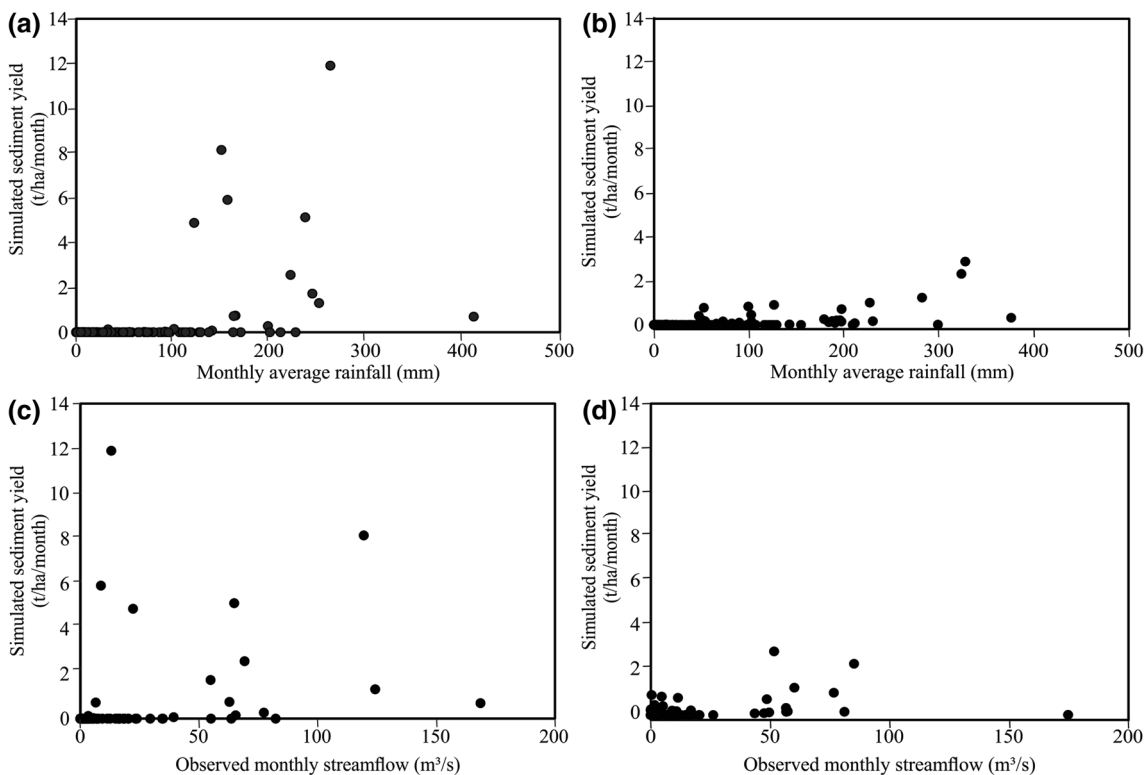 (a)
Simulated sediment yield
(t/ha/month)
14
12
10
8
6
4
2
0
0 100 200 300 400 500
Monthly average rainfall (mm)
(b)
Simulated sediment yield
(t/ha/month)
14
12
10
8
6
4
2
0
0 100 200 300 400 500
Monthly average rainfall (mm)
(c)
Simulated sediment yield
(t/ha/month)
14
12
10
8
6
4
2
0
0 50 100 150 200
Observed monthly streamflow (m³/s)
(d)
Simulated sediment yield
(t/ha/month)
14
12
10
8
6
4
2
0
0 50 100 150 200
Observed monthly streamflow (m³/s)